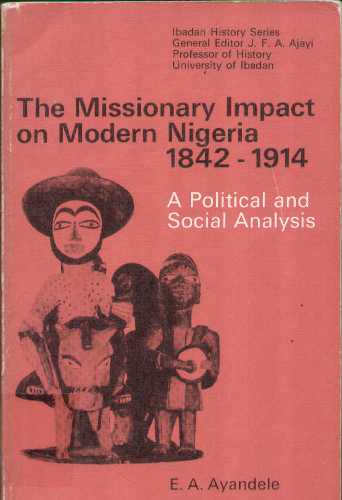 Ibadan History Series
General Editor J. F. A. Ajayi
Professor of History
University of Ibadan
The Missionary Impact
on Modern Nigeria
1842 - 1914
A Political and
Social Analysis
E. A. Ayandele